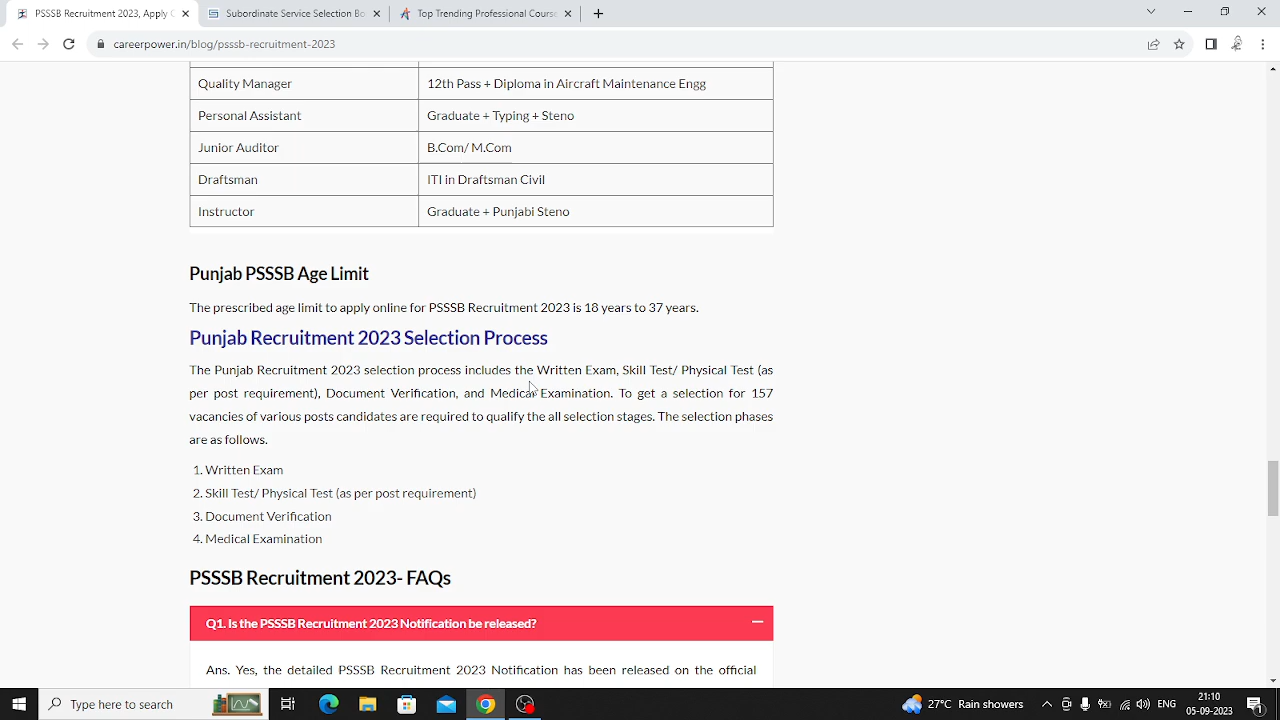 PSSSB Recruitment 2023, Apply O
Subordinate Service Selection Bo
Top Trending Professional Course
careerpower.in/blog/psssb-recruitment-2023
Quality Manager 12th Pass + Diploma in Aircraft Maintenance Engg
Personal Assistant Graduate + Typing + Steno
Junior Auditor B.Com/ M.Com
Draftsman ITI in Draftsman Civil
Instructor Graduate + Punjabi Steno
Punjab PSSSB Age Limit
The prescribed age limit to apply online for PSSSB Recruitment 2023 is 18 years to 37 years.
Punjab Recruitment 2023 Selection Process
The Punjab Recruitment 2023 selection process includes the Written Exam, Skill Test/ Physical Test (as
per post requirement), Document Verification, and Medical Examination. To get a selection for 157
vacancies of various posts candidates are required to qualify the all selection stages. The selection phases
are as follows.
1. Written Exam
2. Skill Test/ Physical Test (as per post requirement)
3. Document Verification
4. Medical Examination
PSSSB Recruitment 2023- FAQs
Q1. Is the PSSSB Recruitment 2023 Notification be released?
Ans. Yes, the detailed PSSSB Recruitment 2023 Notification has been released on the official
Type here to search
27°C Rain showers
ENG
21:10
05-09-2023
1